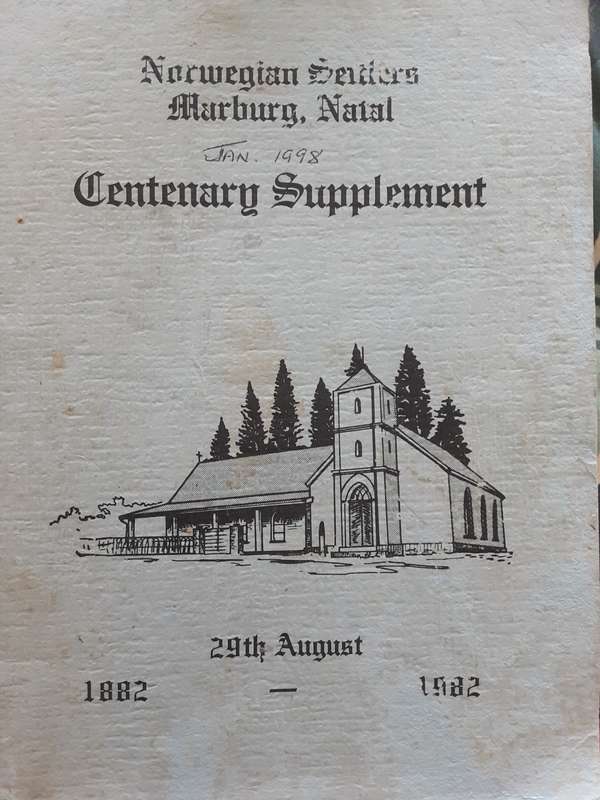 Norwegian Settlers
Marburg, Natal
JAN. 1998
Centenary Supplement
29th August
1882 — 1982